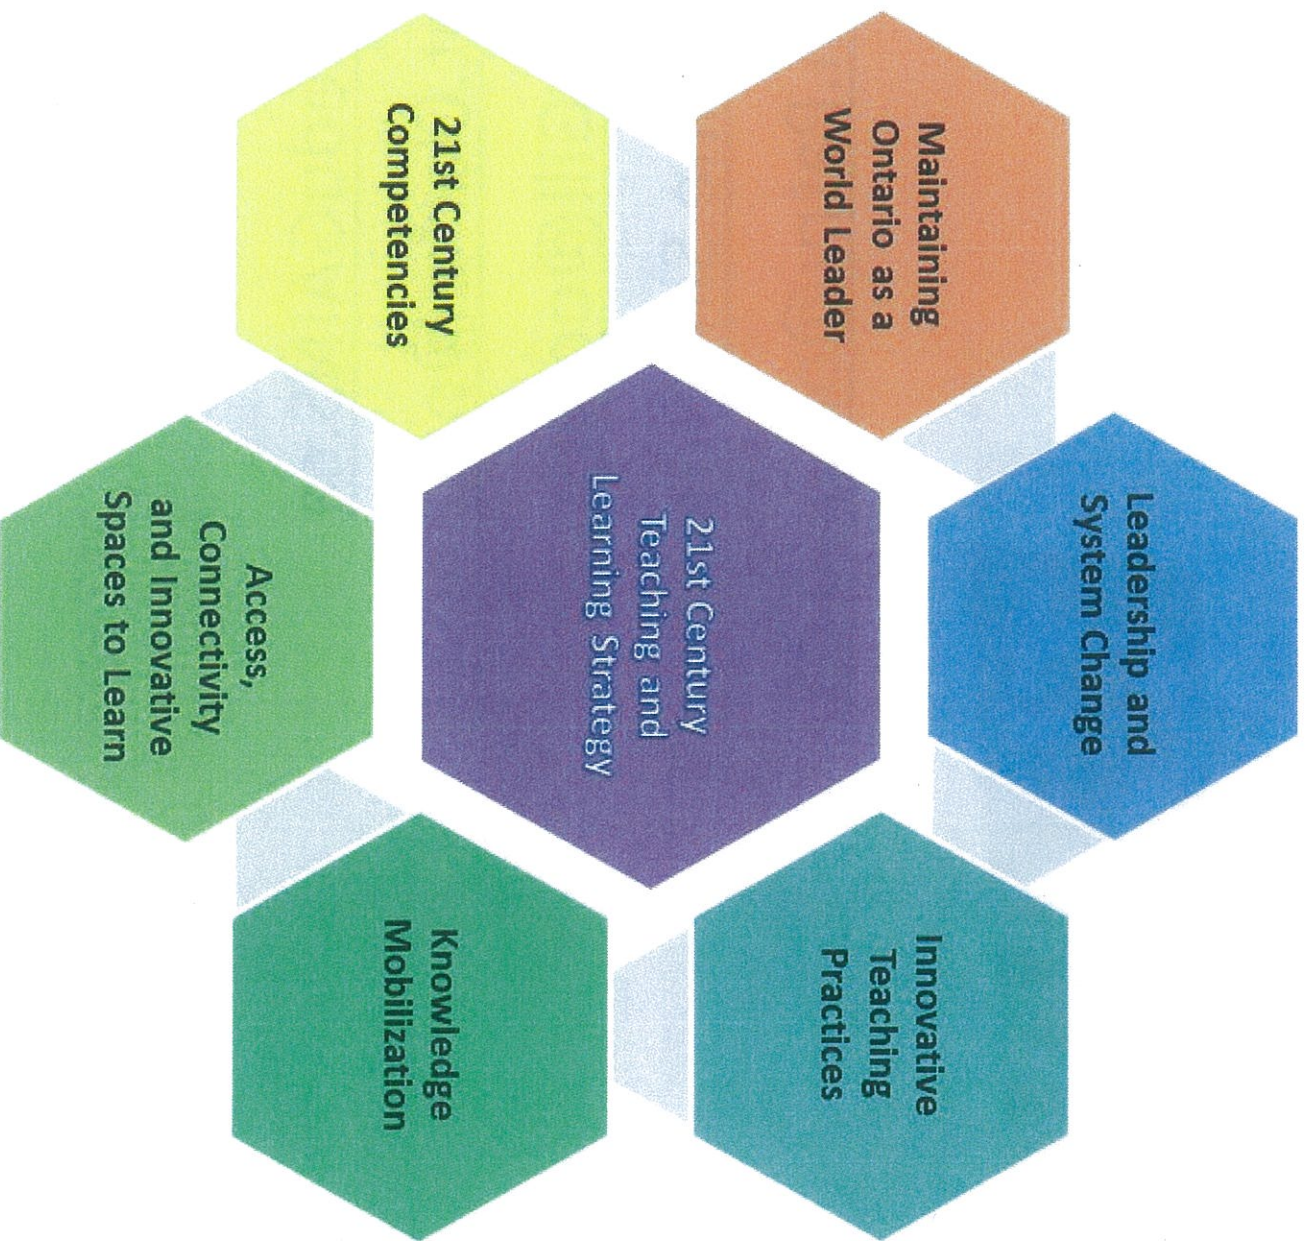 Leadership and
System Change
Maintaining
Ontario as a
World Leader
Innovative
Teaching
Practices
21st Century
Teaching and
Learning Strategy
21st Century
Competencies
Knowledge
Mobilization
Access,
Connectivity
and Innovative
Spaces to Learn